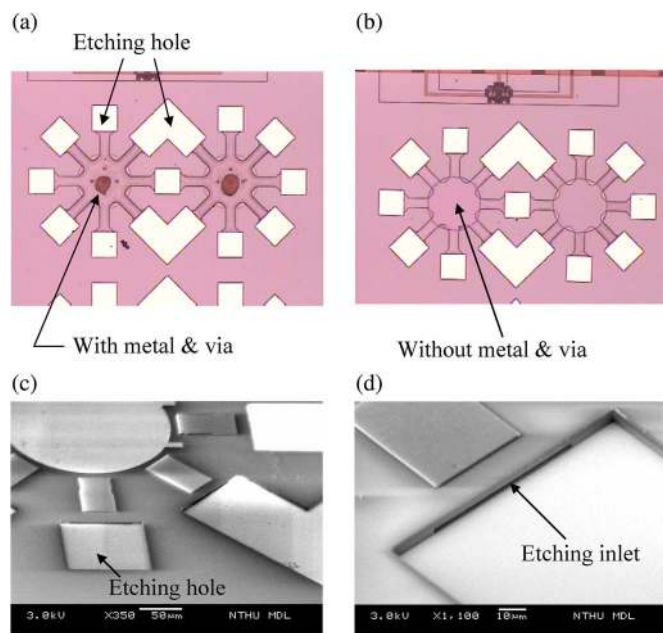 (a)
(b)
Etching hole
With metal & via
Without metal & via
(c)
(d)
Etching hole
Etching inlet
3.0kV X350 50µm NTHU MDL
3.0kV X1,100 10µm NTHU MDL